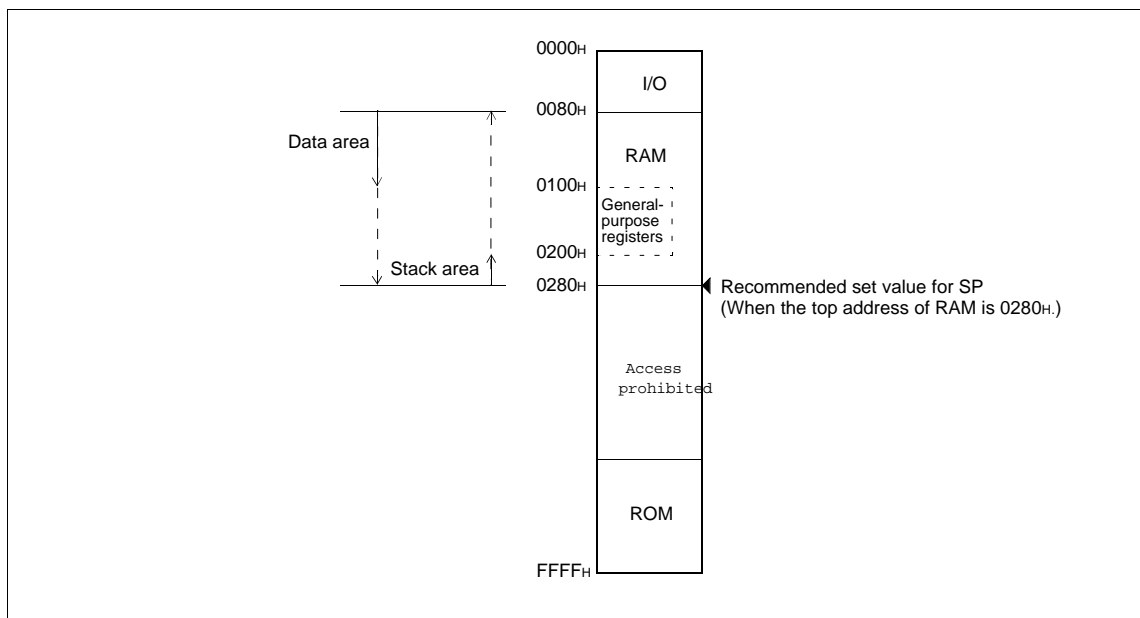 0000H
I/O
0080H
Data area
RAM
0100H
General-
purpose
registers
0200H
Stack area
0280H
Recommended set value for SP
(When the top address of RAM is 0280H.)
Access
prohibited
ROM
FFFFH